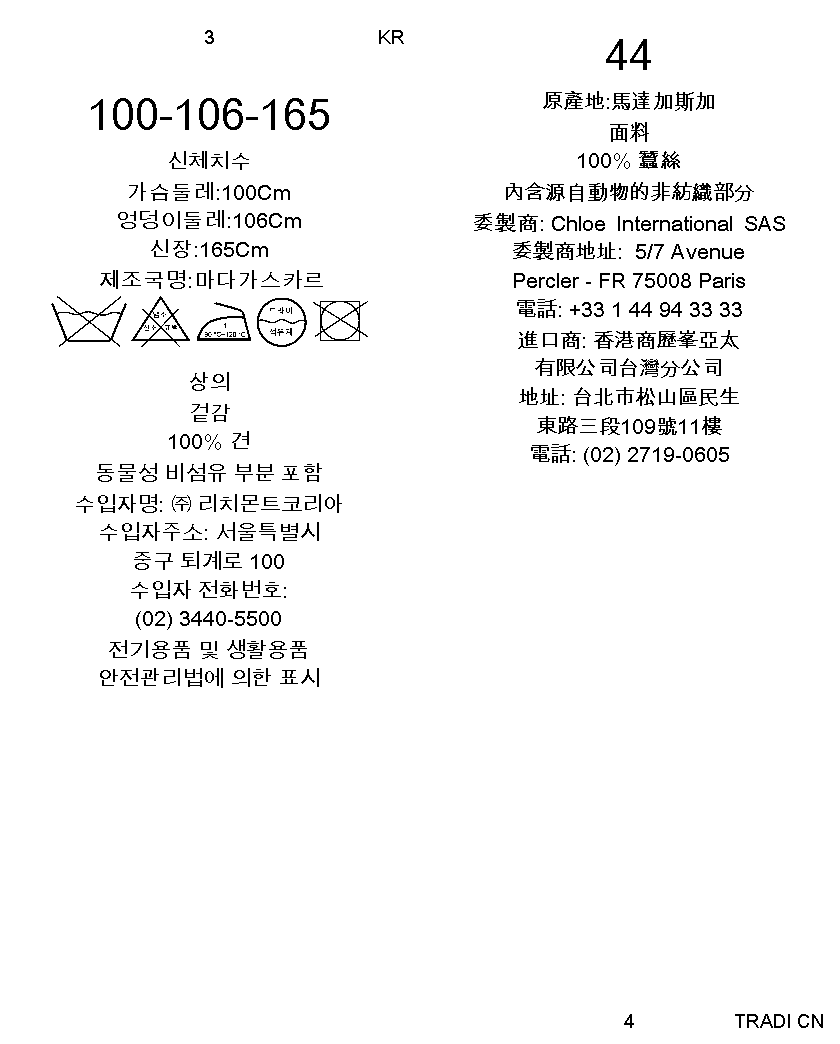 3 KR
100-106-165
신체치수
가슴둘레:100Cm
엉덩이둘레:106Cm
신장:165Cm
제조국명:마다가스카르
염소
산소 표백
1
80 °C~120 °C
드라이
석유계
상의
겉감
100% 견
동물성 비섬유 부분 포함
수입자명: ㈜ 리치몬트코리아
수입자주소: 서울특별시
중구 퇴계로 100
수입자 전화번호:
(02) 3440-5500
전기용품 및 생활용품
안전관리법에 의한 표시
44
原產地:馬達加斯加
面料
100% 蠶絲
內含源自動物的非紡織部分
委製商: Chloe International SAS
委製商地址: 5/7 Avenue
Percler - FR 75008 Paris
電話: +33 1 44 94 33 33
進口商: 香港商歷峯亞太
有限公司台灣分公司
地址: 台北市松山區民生
東路三段109號11樓
電話: (02) 2719-0605
4 TRADI CN